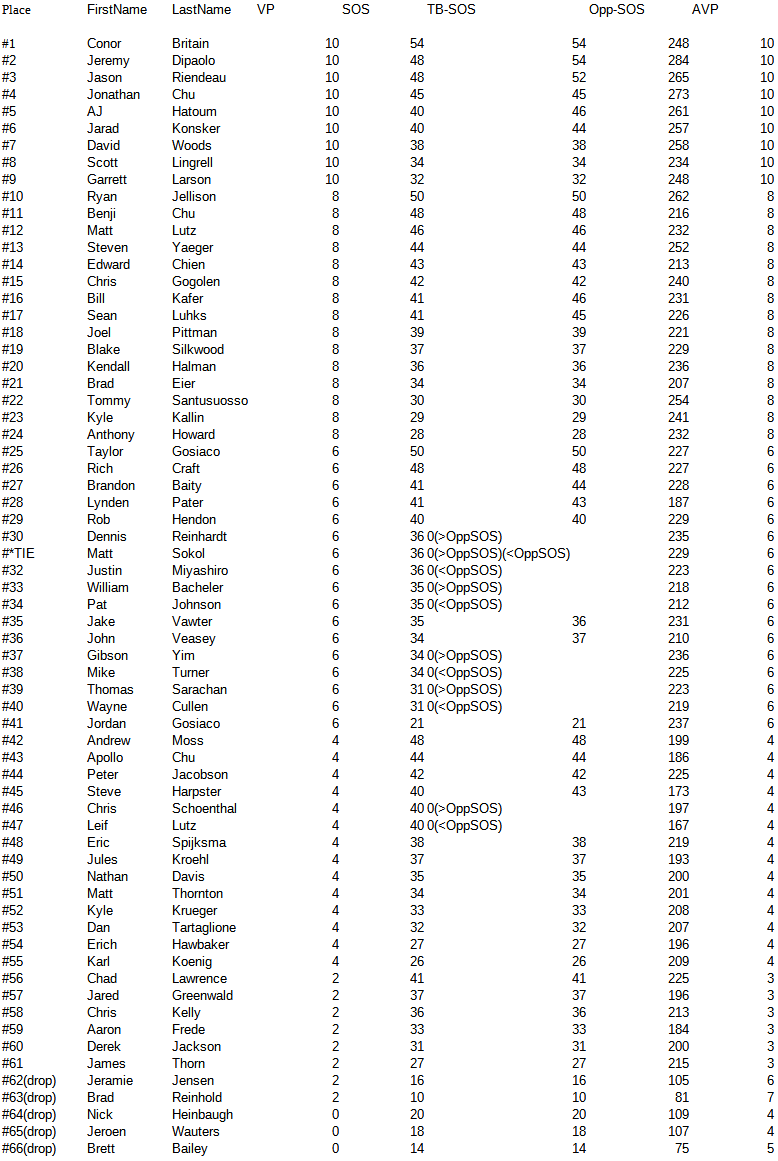 Place FirstName LastName VP SOS TB-SOS Opp-SOS AVP
#1 Conor Britain 10 54 54 248 10
#2 Jeremy Dipaolo 10 48 54 284 10
#3 Jason Riendeau 10 48 52 265 10
#4 Jonathan Chu 10 45 45 273 10
#5 AJ Hatoum 10 40 46 261 10
#6 Jarad Konsker 10 40 44 257 10
#7 David Woods 10 38 38 258 10
#8 Scott Lingrell 10 34 34 234 10
#9 Garrett Larson 10 32 32 248 10
#10 Ryan Jellison 8 50 50 262 8
#11 Benji Chu 8 48 48 216 8
#12 Matt Lutz 8 46 46 232 8
#13 Steven Yaeger 8 44 44 252 8
#14 Edward Chien 8 43 43 213 8
#15 Chris Gogolen 8 42 42 240 8
#16 Bill Kafer 8 41 46 231 8
#17 Sean Luhks 8 41 45 226 8
#18 Joel Pittman 8 39 39 221 8
#19 Blake Silkwood 8 37 37 229 8
#20 Kendall Halman 8 36 36 236 8
#21 Brad Eier 8 34 34 207 8
#22 Tommy Santusuosso 8 30 30 254 8
#23 Kyle Kallin 8 29 29 241 8
#24 Anthony Howard 8 28 28 232 8
#25 Taylor Gosiaco 6 50 50 227 6
#26 Rich Craft 6 48 48 227 6
#27 Brandon Baity 6 41 44 228 6
#28 Lynden Pater 6 41 43 187 6
#29 Rob Hendon 6 40 40 229 6
#30 Dennis Reinhardt 6 36 0(>OppSOS) 235 6
#*TIE Matt Sokol 6 36 0(>OppSOS)(<OppSOS) 229 6
#32 Justin Miyashiro 6 36 0(<OppSOS) 223 6
#33 William Bacheler 6 35 0(>OppSOS) 218 6
#34 Pat Johnson 6 35 0(<OppSOS) 212 6
#35 Jake Vawter 6 35 36 231 6
#36 John Veasey 6 34 37 210 6
#37 Gibson Yim 6 34 0(>OppSOS) 236 6
#38 Mike Turner 6 34 0(<OppSOS) 225 6
#39 Thomas Sarachan 6 31 0(>OppSOS) 223 6
#40 Wayne Cullen 6 31 0(<OppSOS) 219 6
#41 Jordan Gosiaco 6 21 21 237 6
#42 Andrew Moss 4 48 48 199 4
#43 Apollo Chu 4 44 44 186 4
#44 Peter Jacobson 4 42 42 225 4
#45 Steve Harpster 4 40 43 173 4
#46 Chris Schoenthal 4 40 0(>OppSOS) 197 4
#47 Leif Lutz 4 40 0(<OppSOS) 167 4
#48 Eric Spijksma 4 38 38 219 4
#49 Jules Kroehl 4 37 37 193 4
#50 Nathan Davis 4 35 35 200 4
#51 Matt Thornton 4 34 34 201 4
#52 Kyle Krueger 4 33 33 208 4
#53 Dan Tartaglione 4 32 32 207 4
#54 Erich Hawbaker 4 27 27 196 4
#55 Karl Koenig 4 26 26 209 4
#56 Chad Lawrence 2 41 41 225 3
#57 Jared Greenwald 2 37 37 196 3
#58 Chris Kelly 2 36 36 213 3
#59 Aaron Frede 2 33 33 184 3
#60 Derek Jackson 2 31 31 200 3
#61 James Thorn 2 27 27 215 3
#62(drop) Jeramie Jensen 2 16 16 105 6
#63(drop) Brad Reinhold 2 10 10 81 7
#64(drop) Nick Heinbaugh 0 20 20 109 4
#65(drop) Jeroen Wauters 0 18 18 107 4
#66(drop) Brett Bailey 0 14 14 75 5